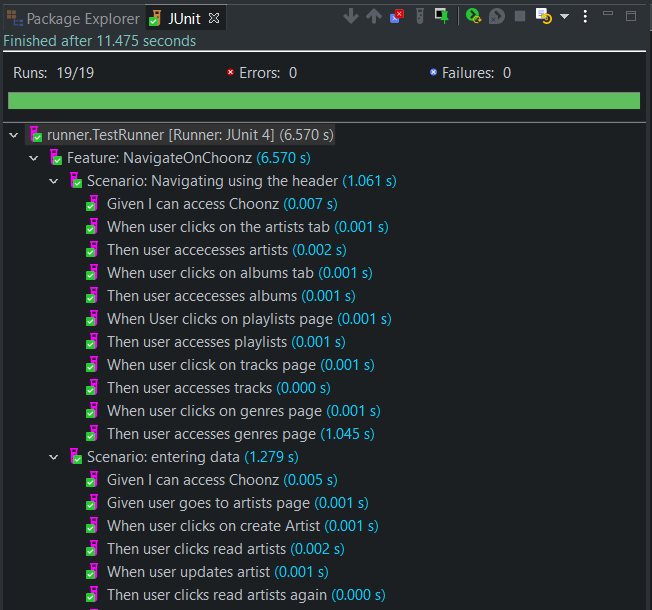 Package Explorer JUnit
Finished after 11.475 seconds
Runs: 19/19 Errors: 0 Failures: 0
runner.TestRunner [Runner: JUnit 4] (6.570 s)
Feature: NavigateOnChoonz (6.570 s)
Scenario: Navigating using the header (1.061 s)
Given I can access Choonz (0.007 s)
When user clicks on the artists tab (0.001 s)
Then user accecesses artists (0.002 s)
When user clicks on albums tab (0.001 s)
Then user accecesses albums (0.001 s)
When User clicks on playlists page (0.001 s)
Then user accesses playlists (0.001 s)
When user clicsk on tracks page (0.001 s)
Then user accesses tracks (0.000 s)
When user clicks on genres page (0.001 s)
Then user accesses genres page (1.045 s)
Scenario: entering data (1.279 s)
Given I can access Choonz (0.005 s)
Given user goes to artists page (0.001 s)
When user clicks on create Artist (0.001 s)
Then user clicks read artists (0.002 s)
When user updates artist (0.001 s)
Then user clicks read artists again (0.000 s)